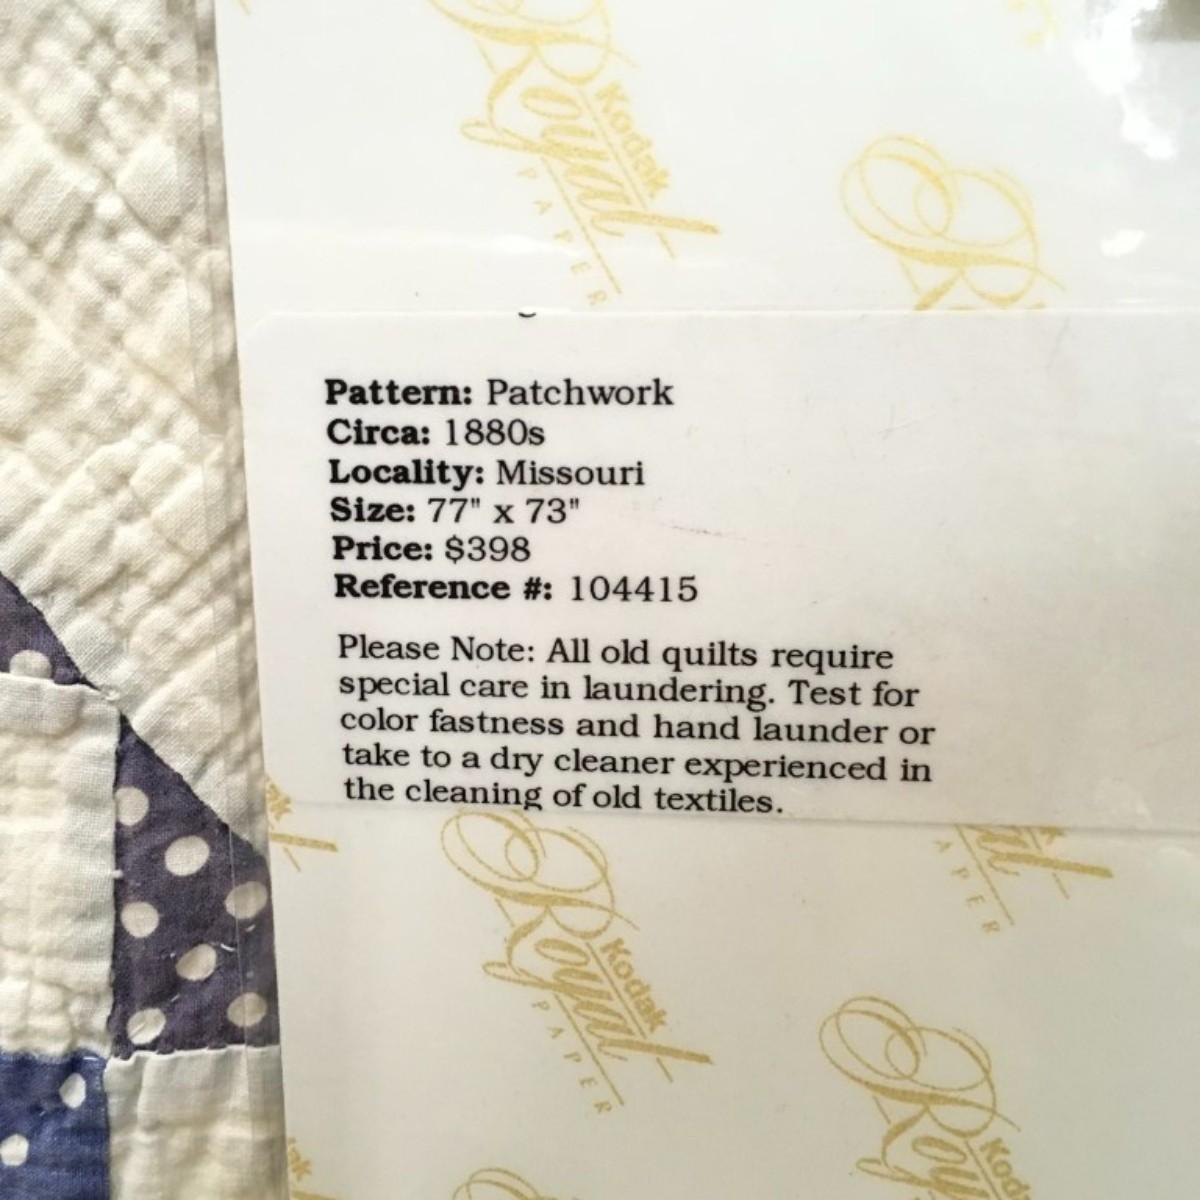 Kodak
Royal
PAPER
R
Pattern: Patchwork
Circa: 1880s
Locality: Missouri
Size: 77" x 73"
Price: $398
Reference #: 104415
Please Note: All old quilts require
special care in laundering. Test for
color fastness and hand launder or
take to a dry cleaner experienced in
the cleaning of old textiles.
Kodak
Royal
PAPER
PAPER
Royal